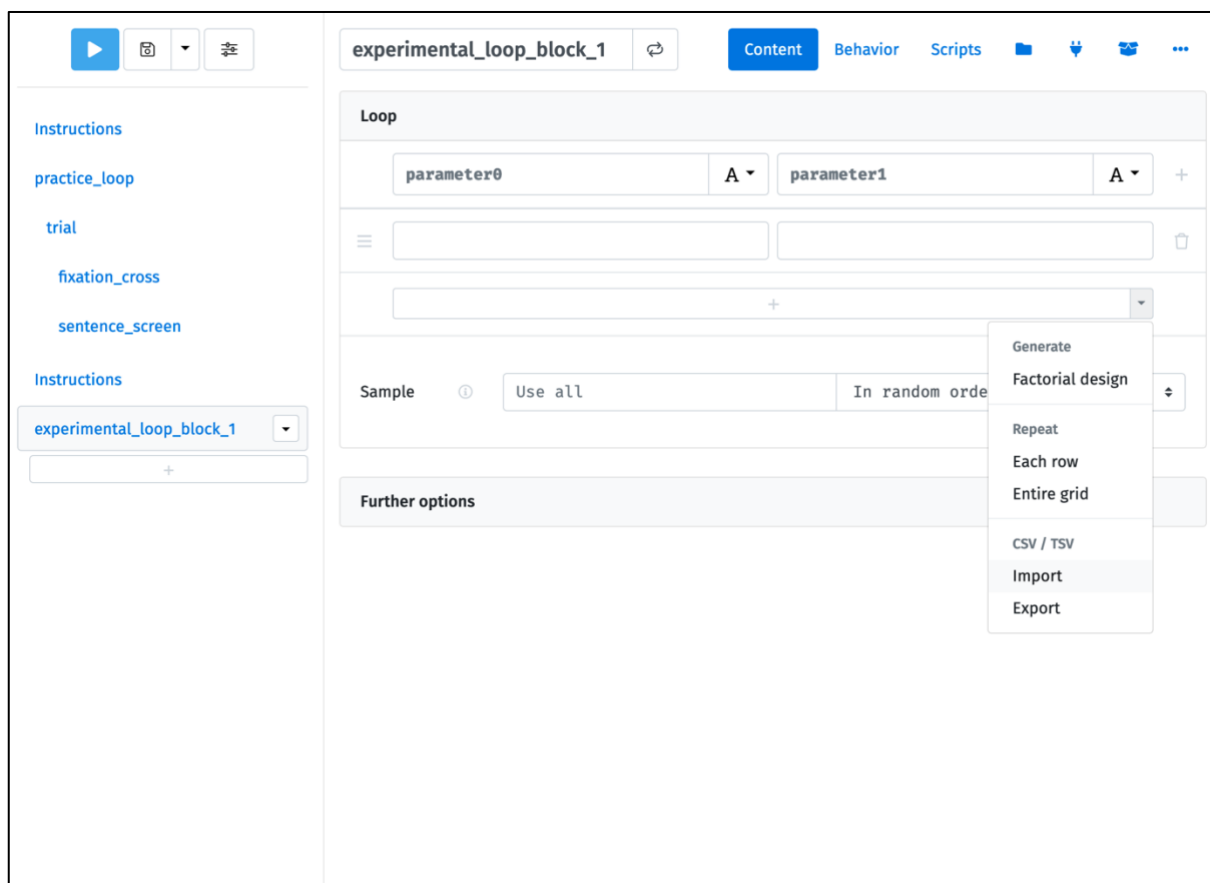 experimental_loop_block_1 Content Behavior Scripts
Instructions
practice_loop
trial
fixation_cross
sentence_screen
Instructions
experimental_loop_block_1
+
Loop
parameter0 A parameter1 A +
+
Sample Use all In random orde
Generate
Factorial design
Repeat
Each row
Entire grid
CSV / TSV
Import
Export
Further options